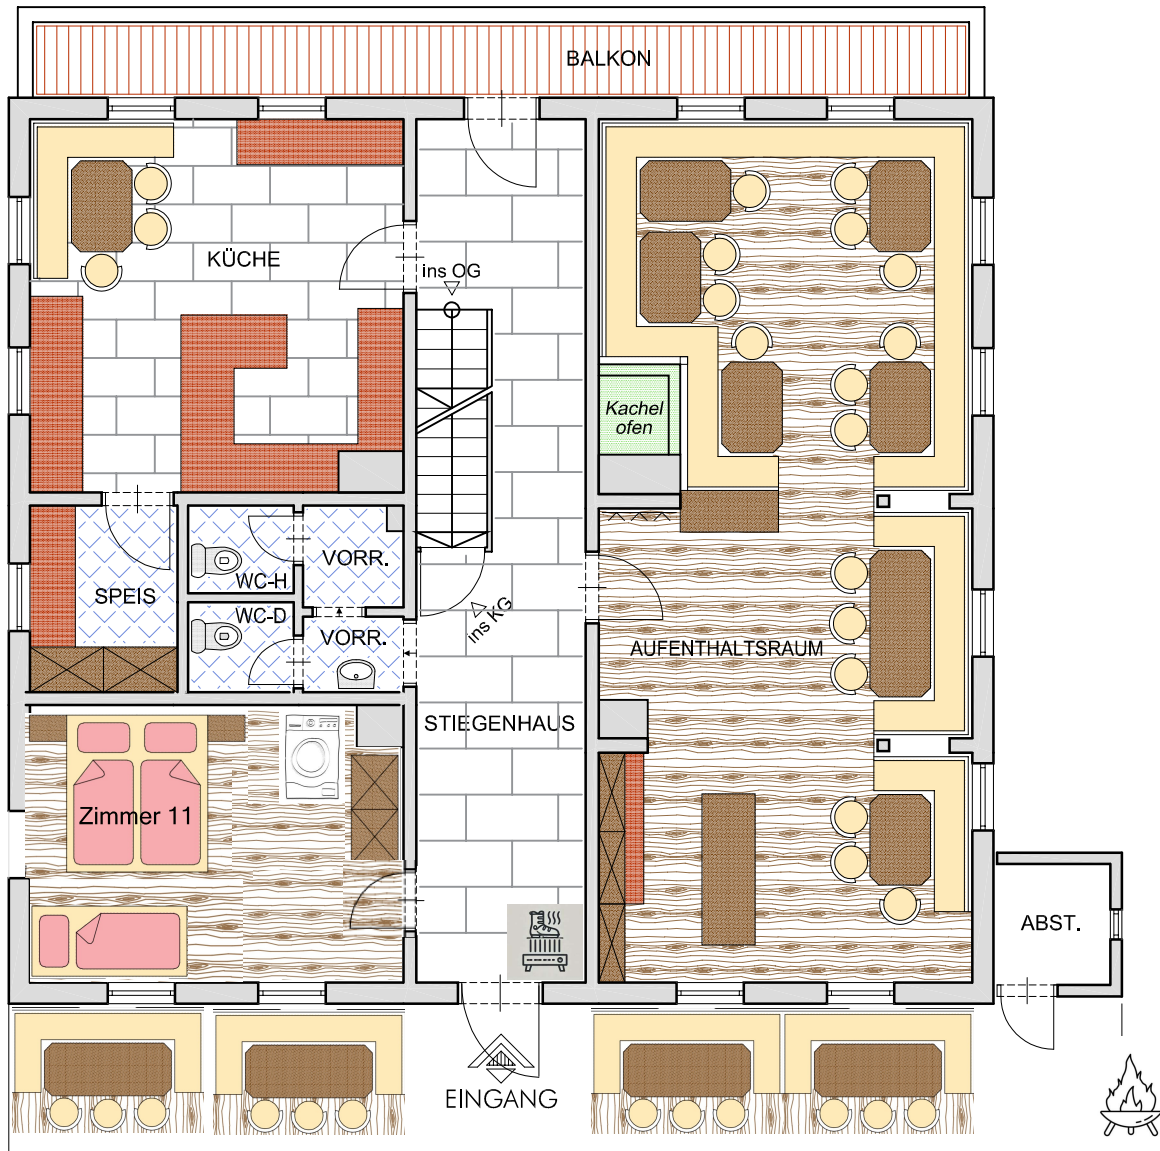 BALKON
KÜCHE
ins OG
Kachel
ofen
VORR.
WC-H
SPEIS
WC-D
VORR.
ins KG
AUFENTHALTSRAUM
STIEGENHAUS
Zimmer 11
ABST.
EINGANG